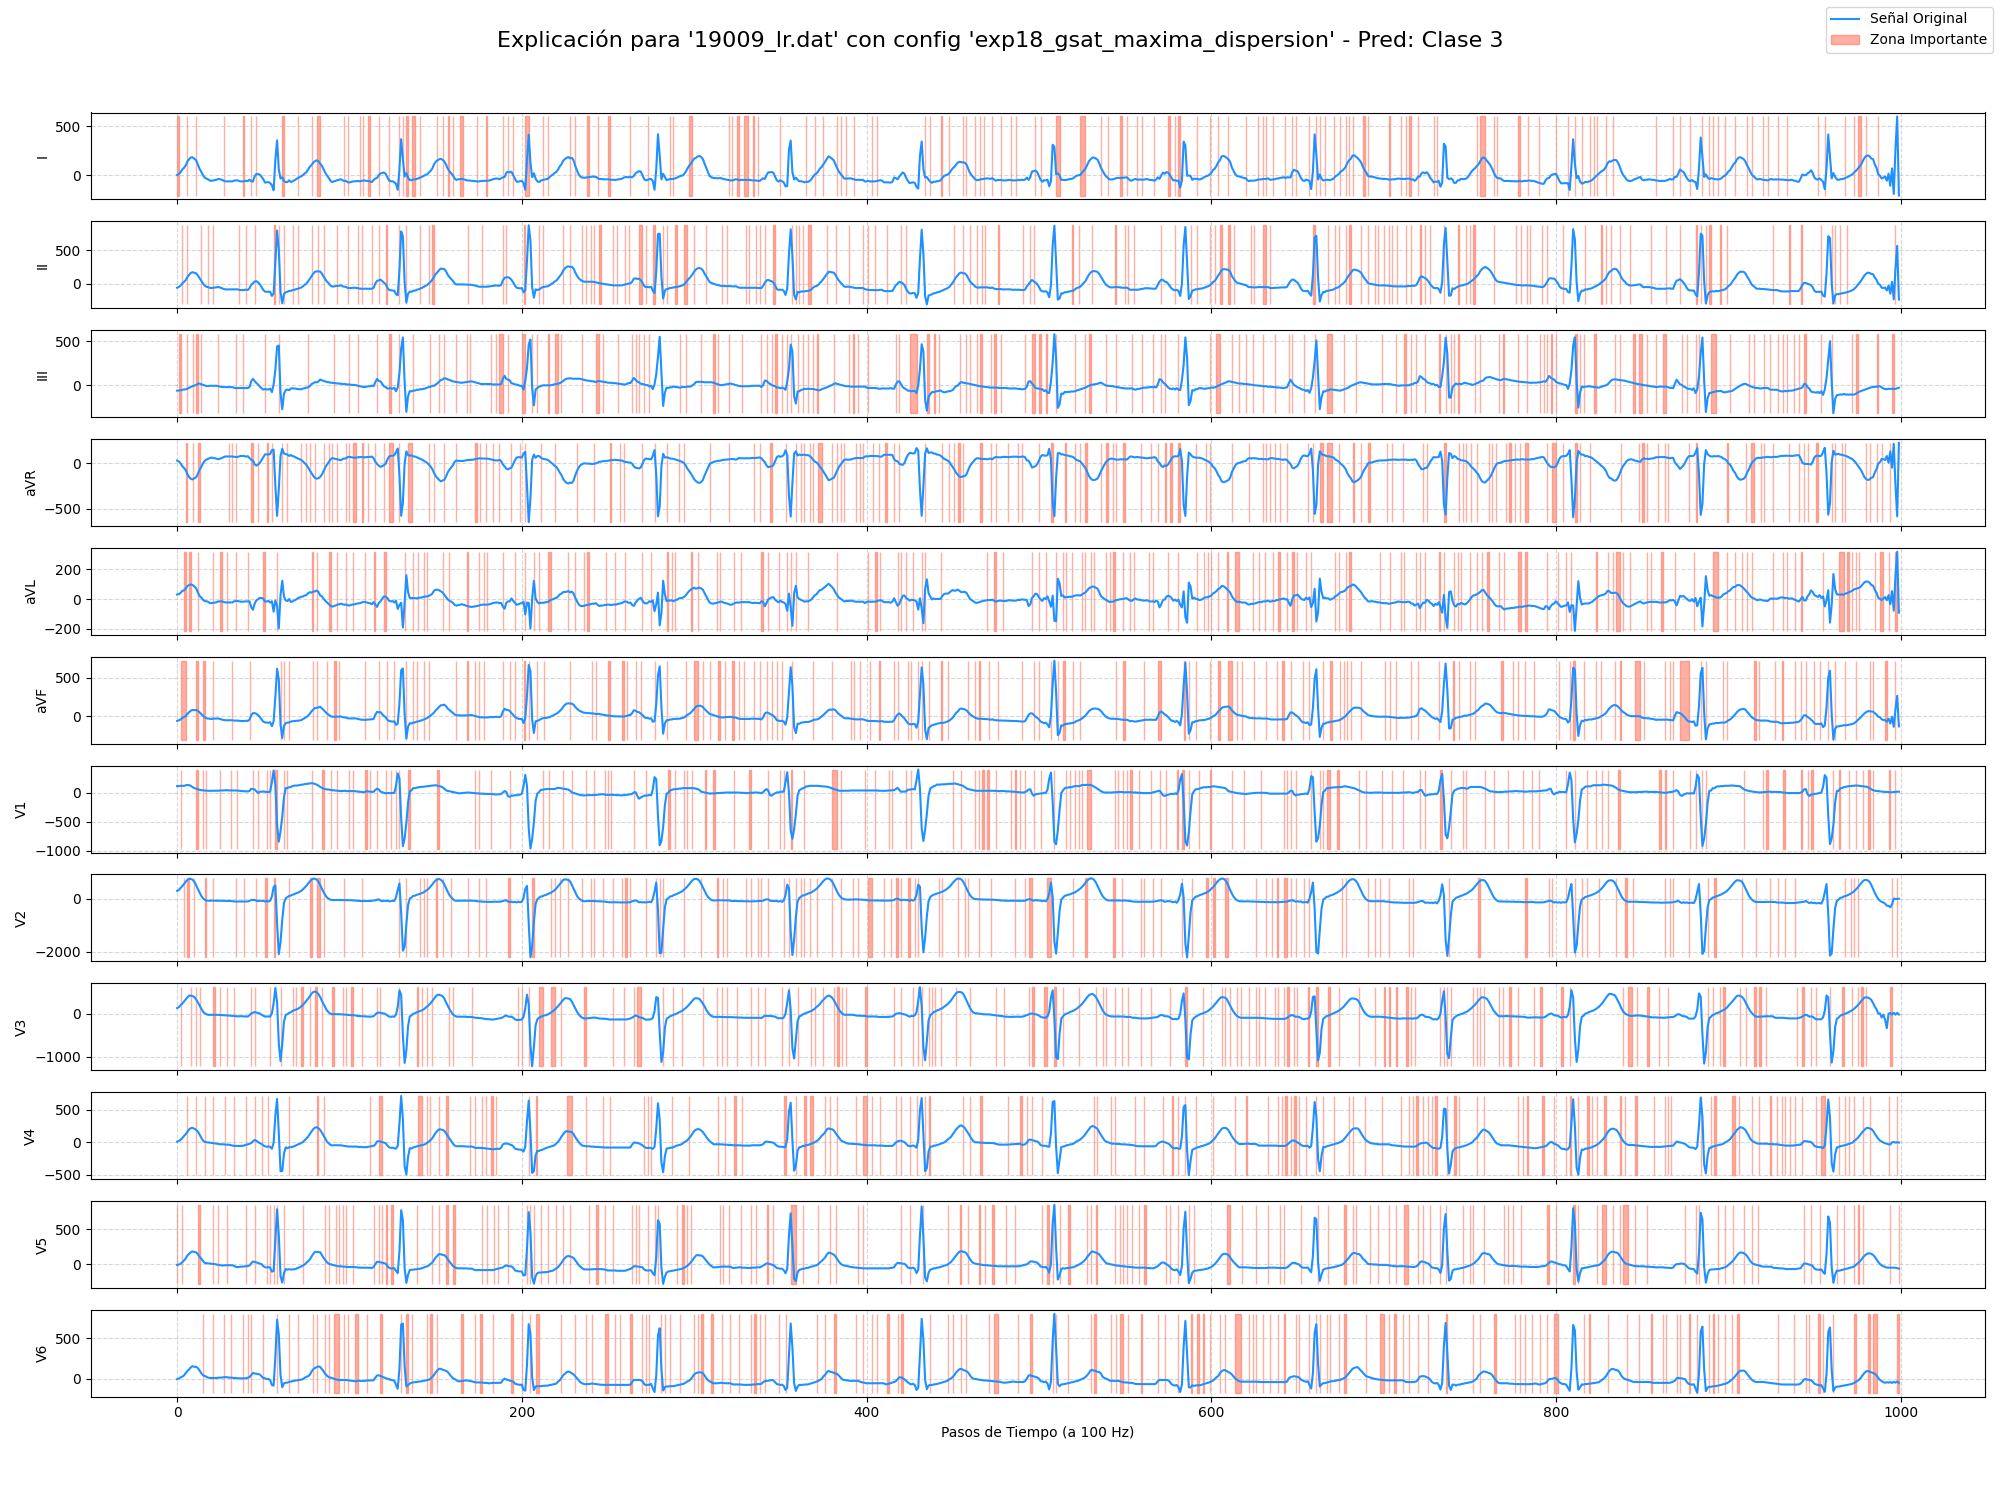 Señal Original
Zona Importante
Explicación para '19009_lr.dat' con config 'exp18_gsat_maxima_dispersion' - Pred: Clase 3
I
500
0
II
500
0
III
500
0
aVR
0
−500
aVL
200
0
−200
aVF
500
0
V1
0
−500
−1000
V2
0
−2000
V3
0
−1000
V4
500
0
−500
V5
500
0
V6
500
0
0 200 400 600 800 1000
Pasos de Tiempo (a 100 Hz)